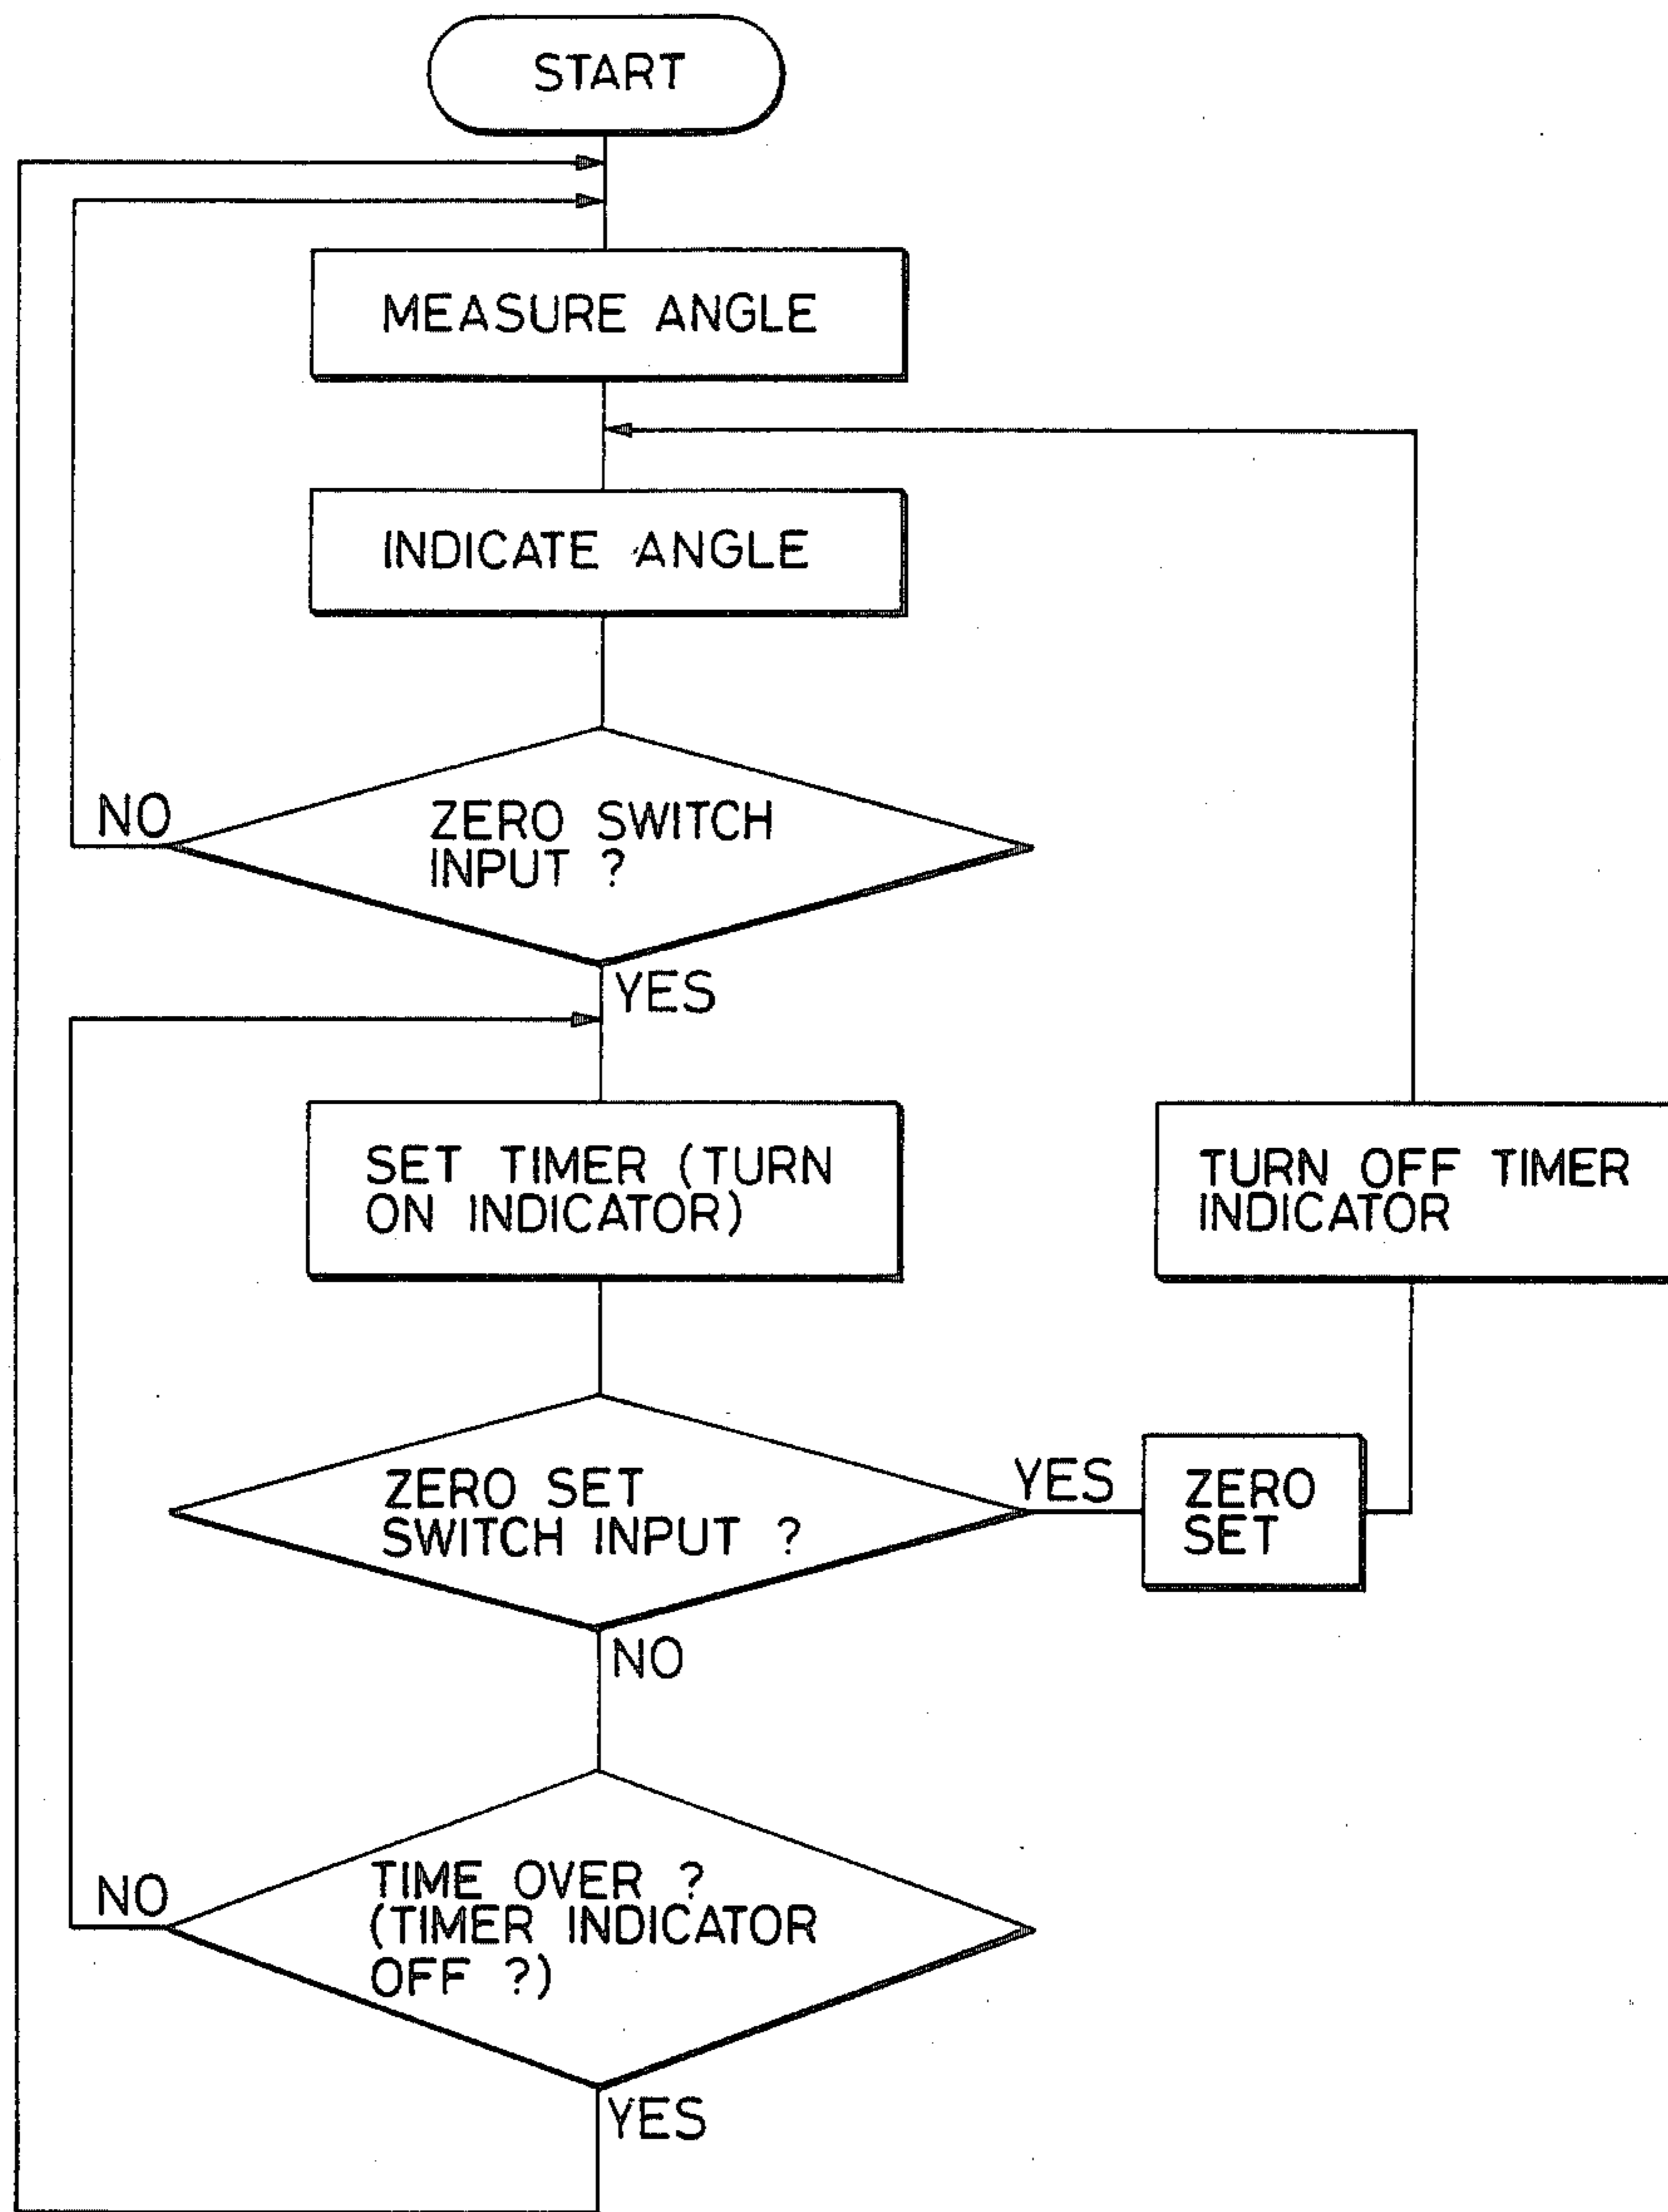 START
MEASURE ANGLE
INDICATE ANGLE
ZERO SWITCH
INPUT ?
NO
YES
SET TIMER (TURN
ON INDICATOR)
TURN OFF TIMER
INDICATOR
ZERO SET
SWITCH INPUT ?
YES
ZERO
SET
NO
TIME OVER ?
(TIMER INDICATOR
OFF ?)
NO
YES